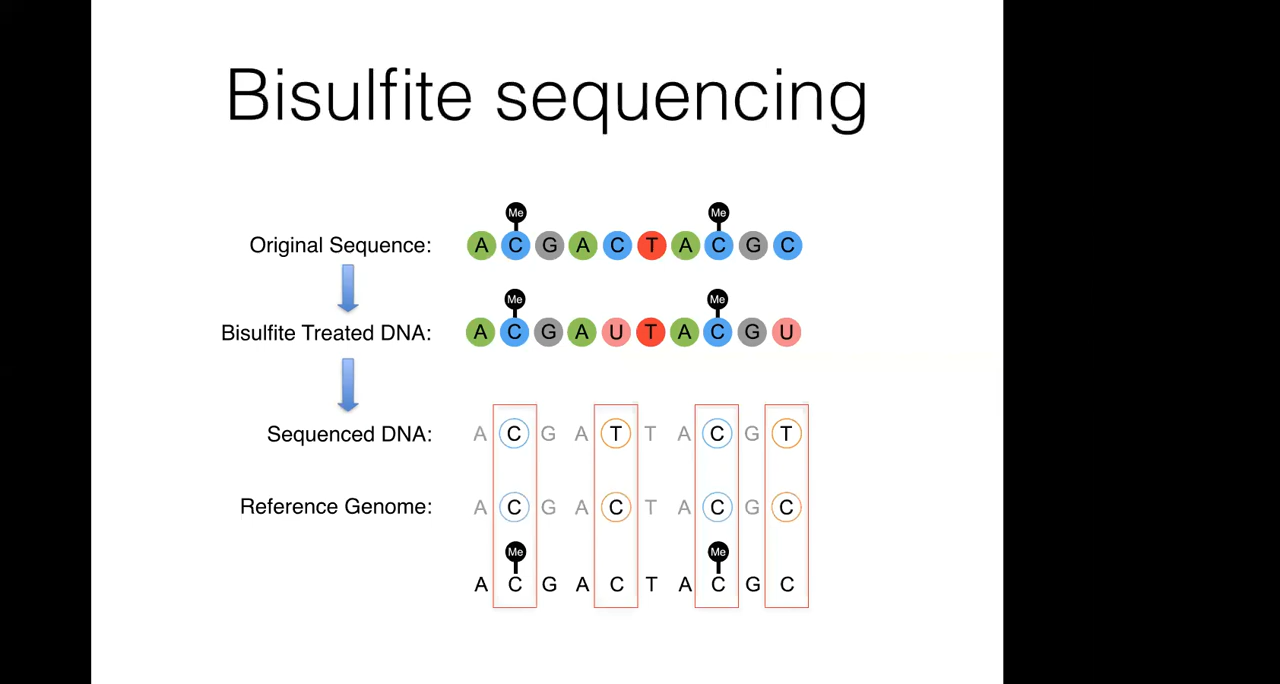 Bisulfite sequencing
Me Me
Original Sequence: A C G A C T A C G C
Me Me
Bisulfite Treated DNA: A C G A U T A C G U
Sequenced DNA: A C G A T T A C G T
Reference Genome: A C G A C T A C G C
Me Me
A C G A C T A C G C